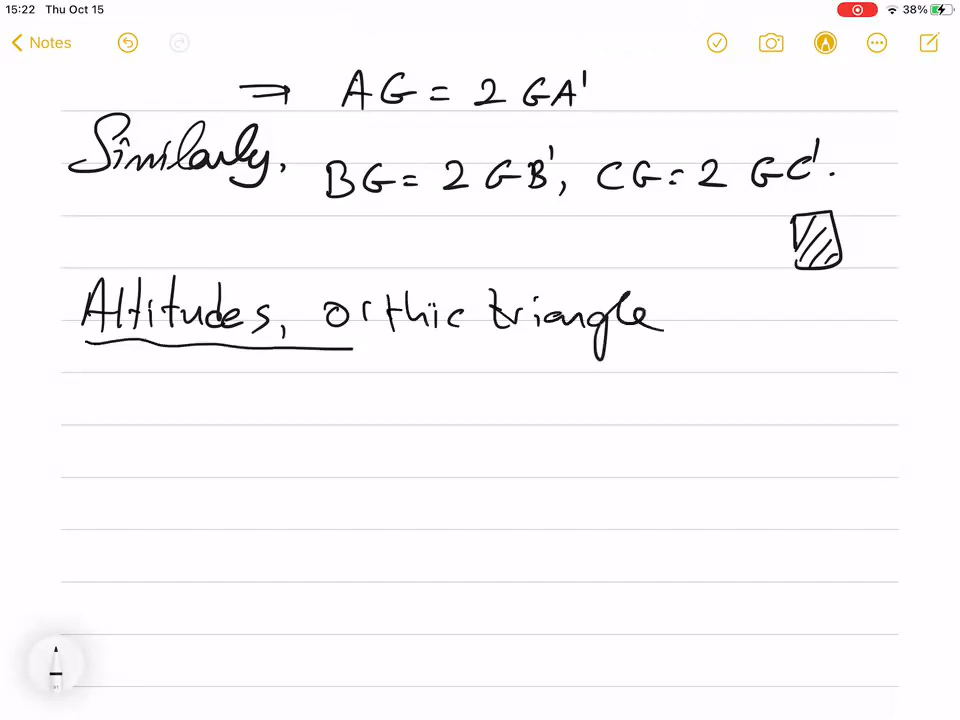 15:22 Thu Oct 15 38%
Notes
⇒ AG = 2 GA'
Similarly, BG = 2 GB', CG = 2 GC'.
Altitudes, orthic triangle